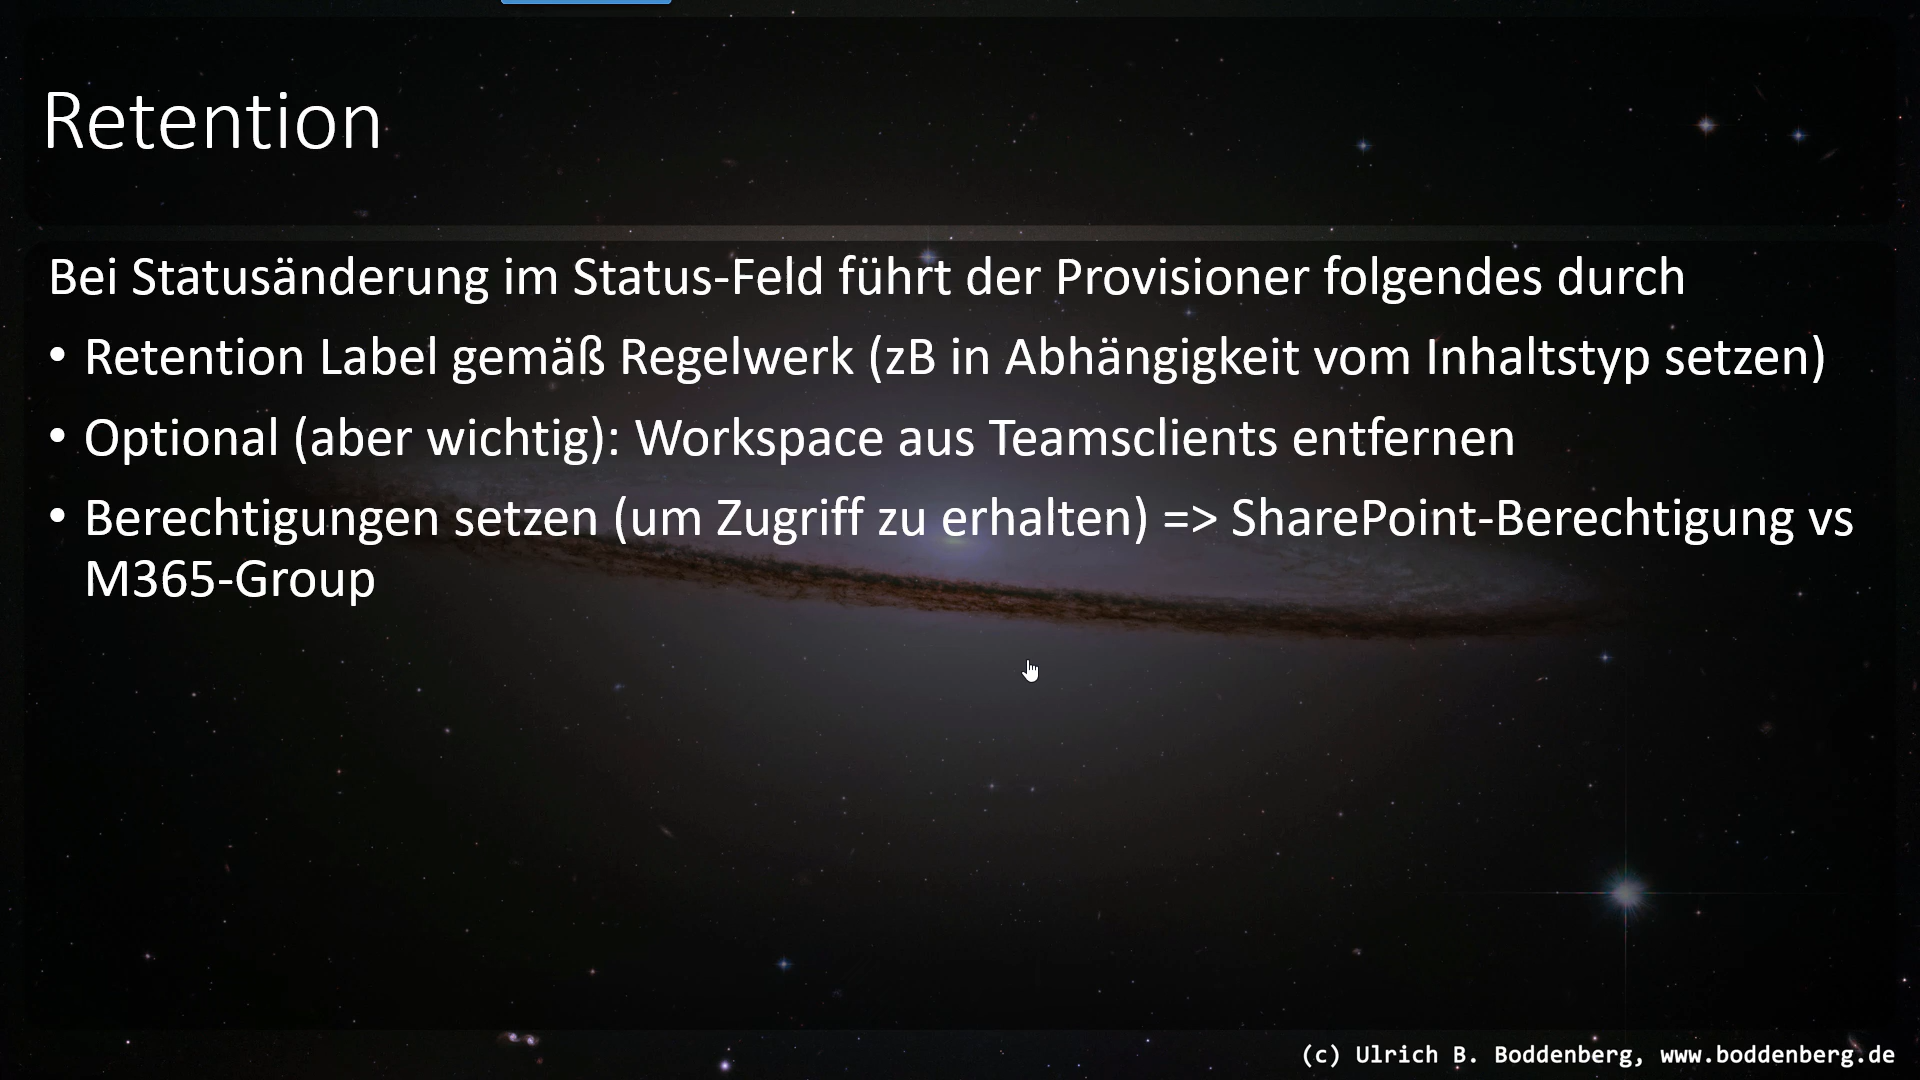 Retention
Bei Statusänderung im Status-Feld führt der Provisioner folgendes durch
• Retention Label gemäß Regelwerk (zB in Abhängigkeit vom Inhaltstyp setzen)
• Optional (aber wichtig): Workspace aus Teamsclients entfernen
• Berechtigungen setzen (um Zugriff zu erhalten) => SharePoint-Berechtigung vs
M365-Group
(c) Ulrich B. Boddenberg, www.boddenberg.de